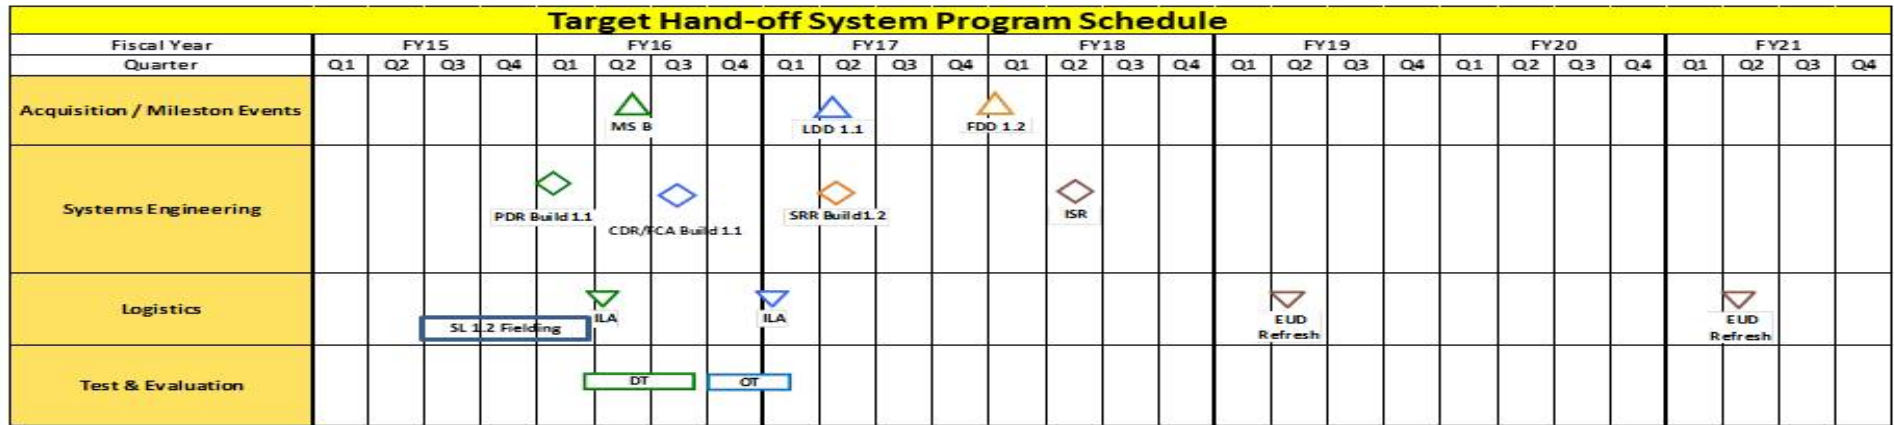 Target Hand-off System Program Schedule
Fiscal Year FY15 FY16 FY17 FY18 FY19 FY20 FY21
Quarter Q1 Q2 Q3 Q4 Q1 Q2 Q3 Q4 Q1 Q2 Q3 Q4 Q1 Q2 Q3 Q4 Q1 Q2 Q3 Q4 Q1 Q2 Q3 Q4 Q1 Q2 Q3 Q4
Acquisition / Mileston Events
MS B LDD 1.1 FDD 1.2
Systems Engineering
PDR Build 1.1 CDR/FCA Build 1.1 SRR Build1.2 ISR
Logistics
ILA ILA EUD EUD
Refresh Refresh
SL 1.2 Fielding
Test & Evaluation
DT OT